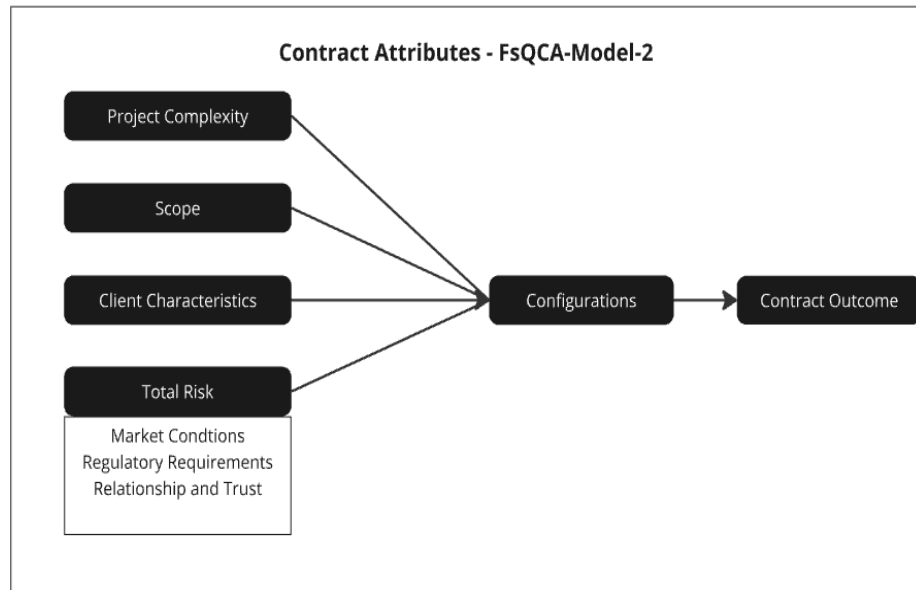 Contract Attributes - FsQCA-Model-2
Project Complexity
Scope
Client Characteristics
Configurations
Contract Outcome
Total Risk
Market Condtions
Regulatory Requirements
Relationship and Trust